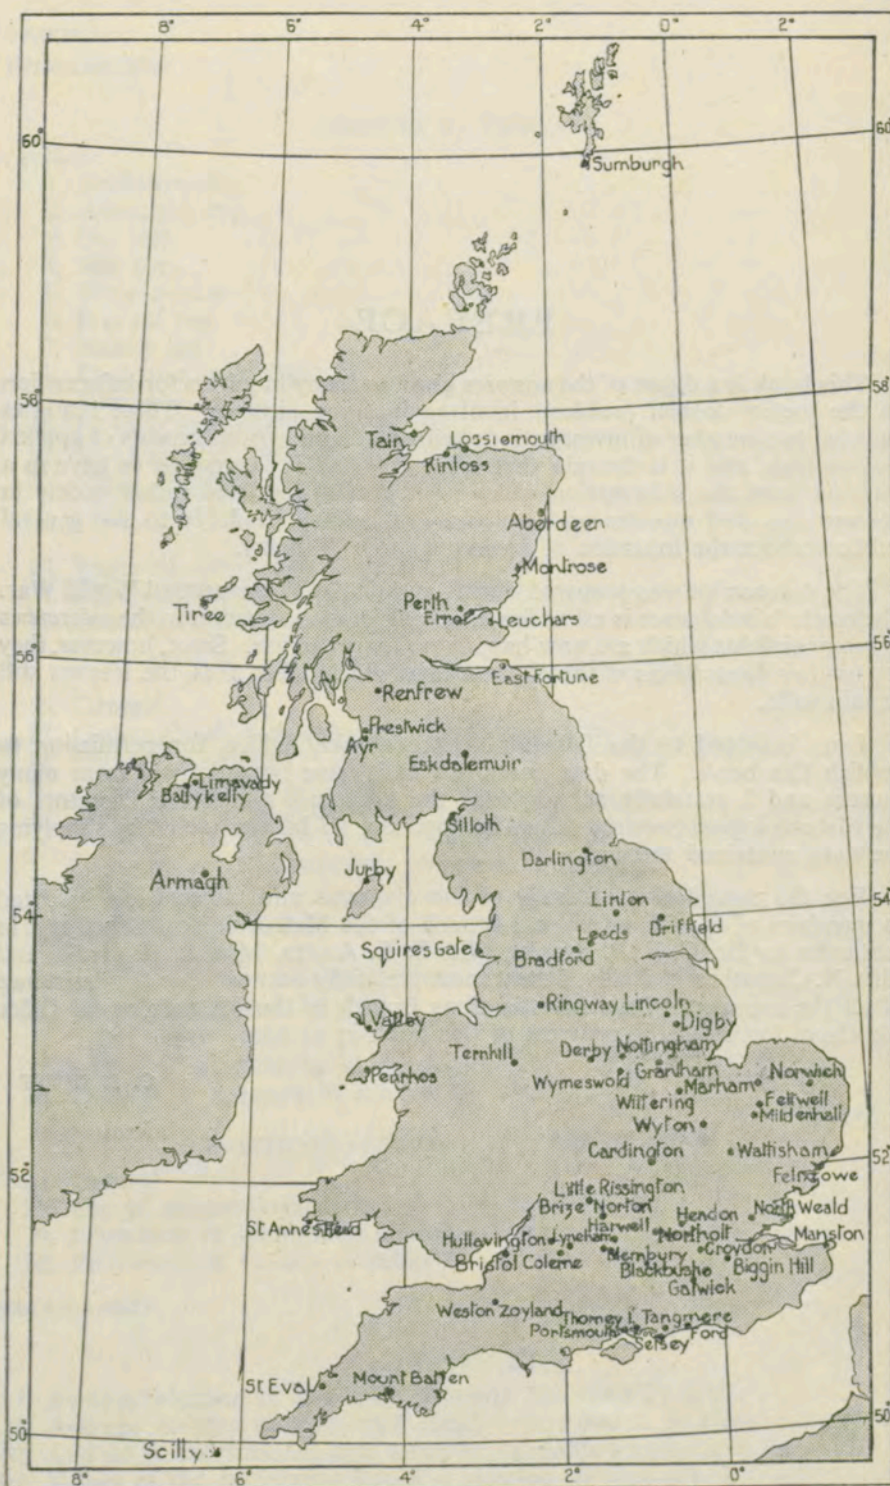 8° 6° 4° 2° 0° 2°
60° 60°
Sumburgh
58° 58°
Tain Lossiemouth
Kinloss
Aberdeen
Montrose
Tiree Perth
Errol Leuchars
56° 56°
East Fortune
Renfrew
Prestwick
Ayr
Eskdalemuir
Limavady
Ballykelly
Silloth
Darlington
Jurby
Armagh
54° 54°
Linton
Driffield
Leeds
Squires Gate Bradford
Ringway Lincoln
Valley Digby
Nottingham
Ternhill Derby
Penrhos Grantham Norwich
Wymeswold Marham
Wittering Feltwell
Mildenhall
Wyton
Cardington Wattisham
52° 52°
Felixtowe
Little Rissington
Brize Norton Hendon North Weald
St Annes Head Harwell
Hullavington Lyneham Northolt Manston
Bristol Colerne Membury Croydon
Blackbushe Biggin Hill
Gatwick
Weston Zoyland
Thorney I. Tangmere
Portsmouth Ford
Selsey
St Eval Mount Batten
50° 50°
Scilly
8° 6° 4° 2° 0°